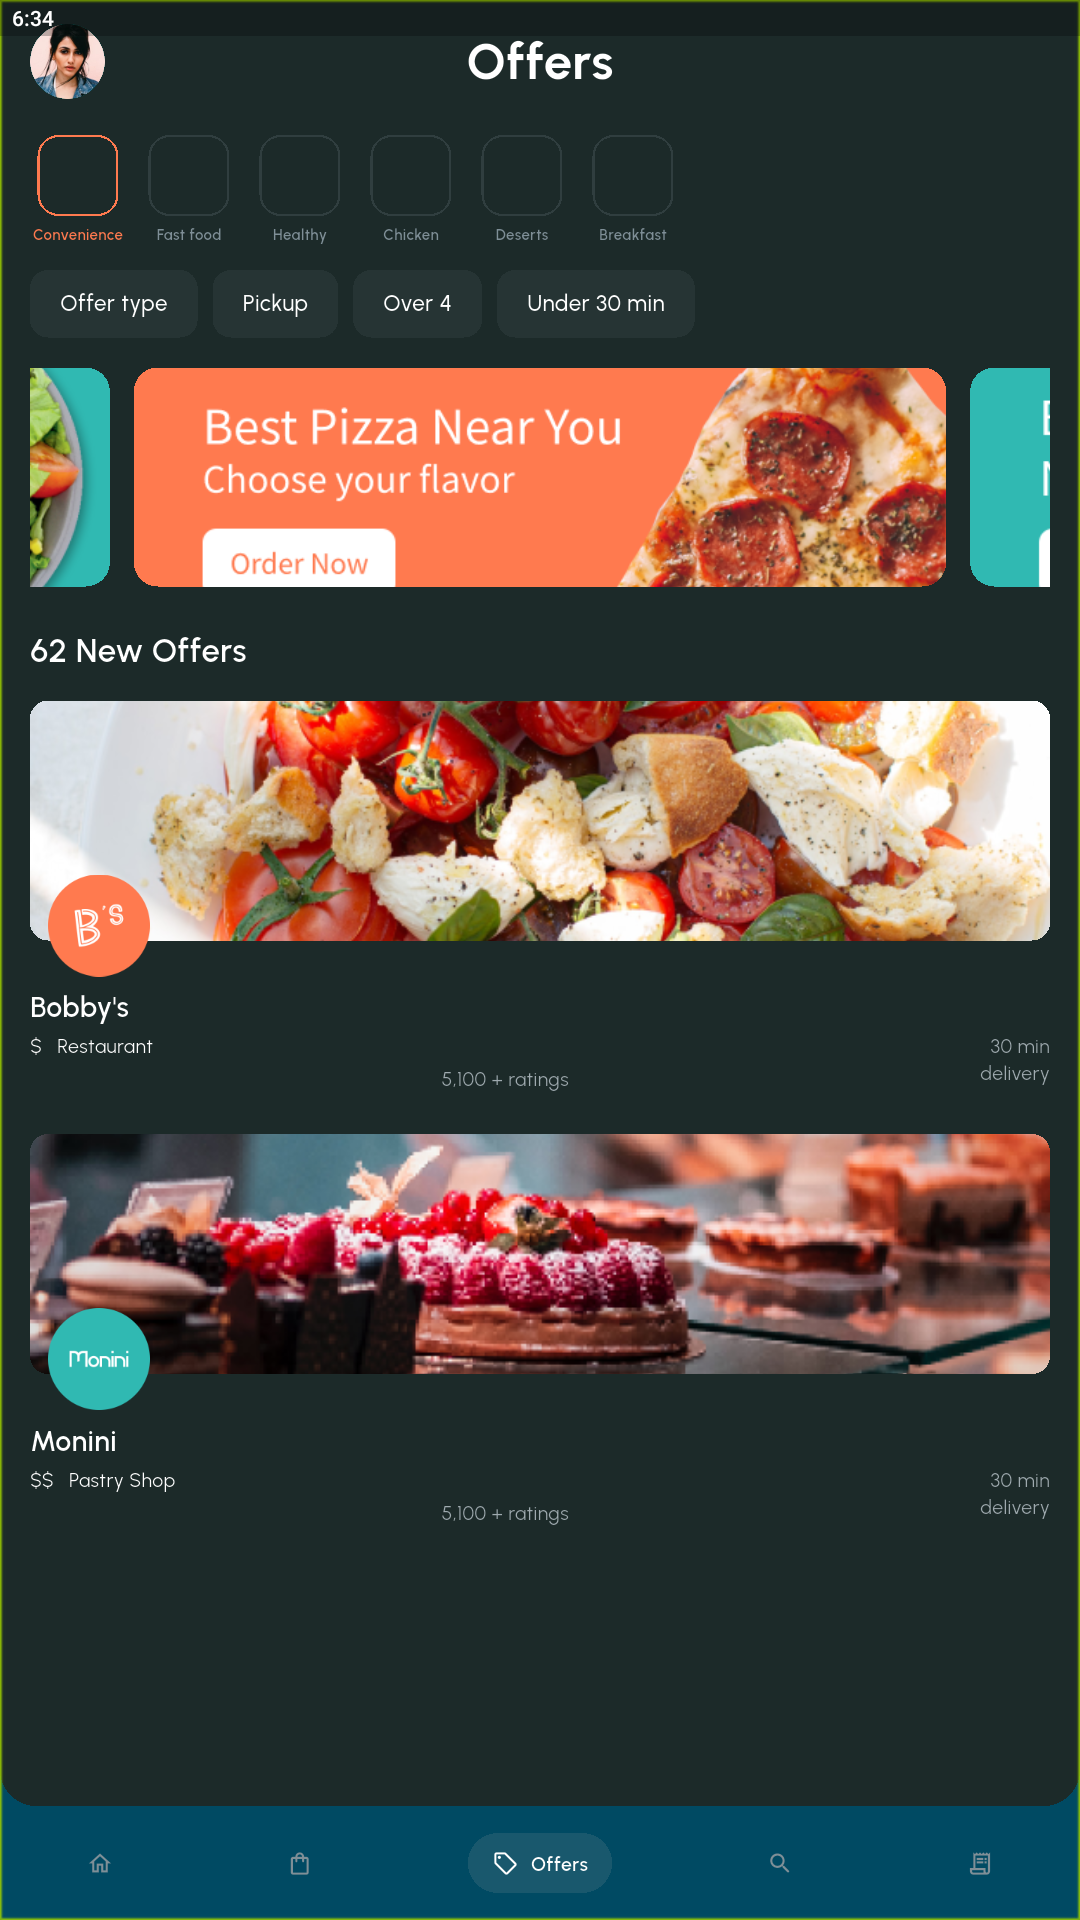 6:34
Offers
Convenience
Fast food
Healthy
Chicken
Deserts
Breakfast
Offer type
Pickup
Over 4
Under 30 min
Best Pizza Near You
Choose your flavor
Order Now
62 New Offers
B's
Bobby's
$ Restaurant
30 min
delivery
5,100 + ratings
Monini
Monini
$$ Pastry Shop
30 min
delivery
5,100 + ratings
Offers